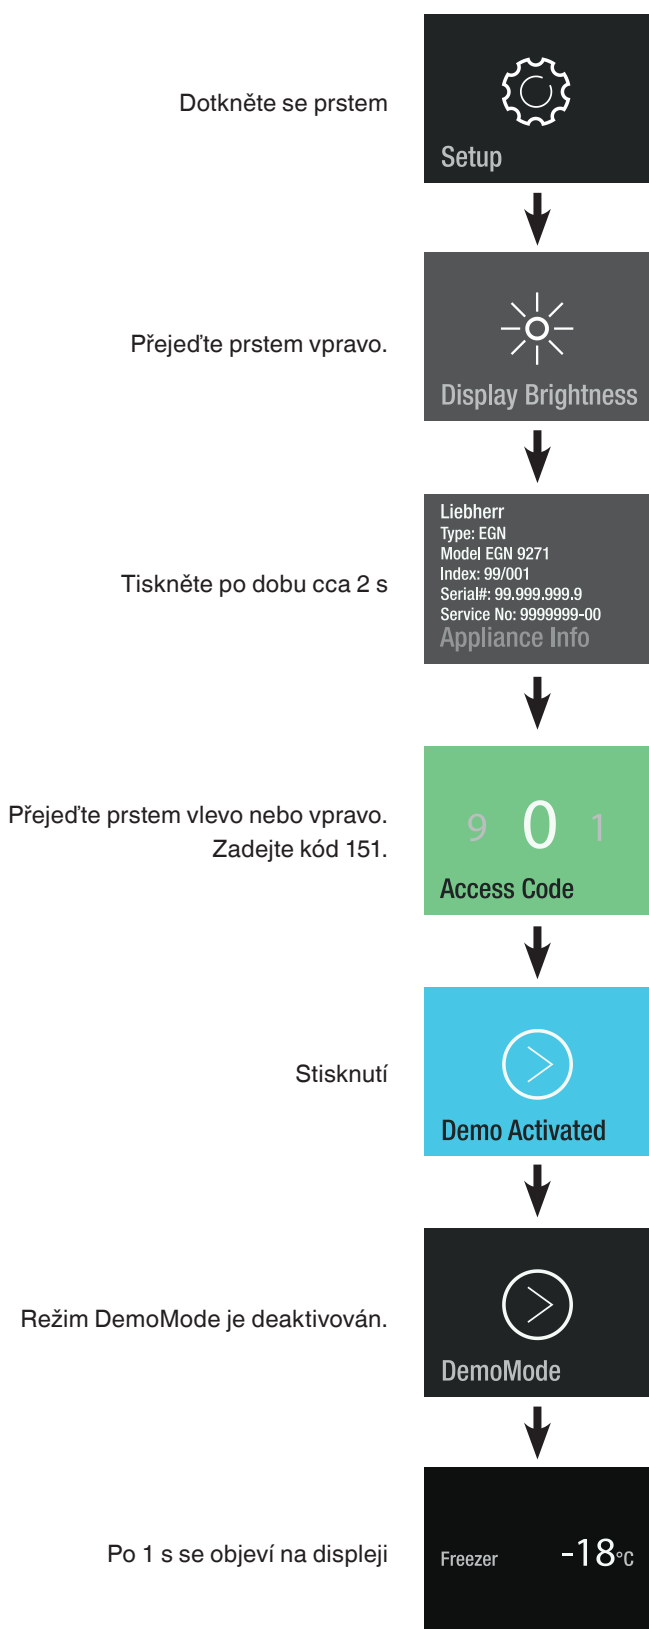 Dotkněte se prstem
Setup
Přejeďte prstem vpravo.
Display Brightness
Liebherr
Type: EGN
Model EGN 9271
Index: 99/001
Serial#: 99.999.999.9
Service No: 9999999-00
Appliance Info
Tiskněte po dobu cca 2 s
Přejeďte prstem vlevo nebo vpravo.
Zadejte kód 151.
9 0 1
Access Code
Stisknutí
Demo Activated
Režim DemoMode je deaktivován.
DemoMode
Po 1 s se objeví na displeji
Freezer -18°C